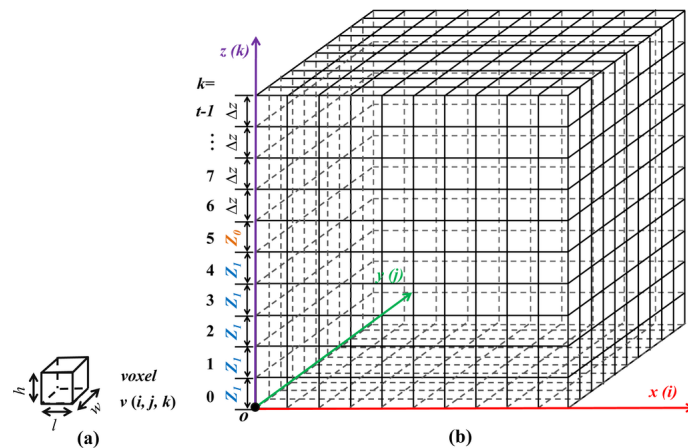 z (k)
k=
t-1 Δz
⋮ Δz
7 Δz
6 Δz
5 Z₀
4 Z₁
3 Z₁
2 Z₁
1 Z₁
0 Z₁
y (j)
x (i)
o
h
l
w
voxel
v (i, j, k)
(a)
(b)